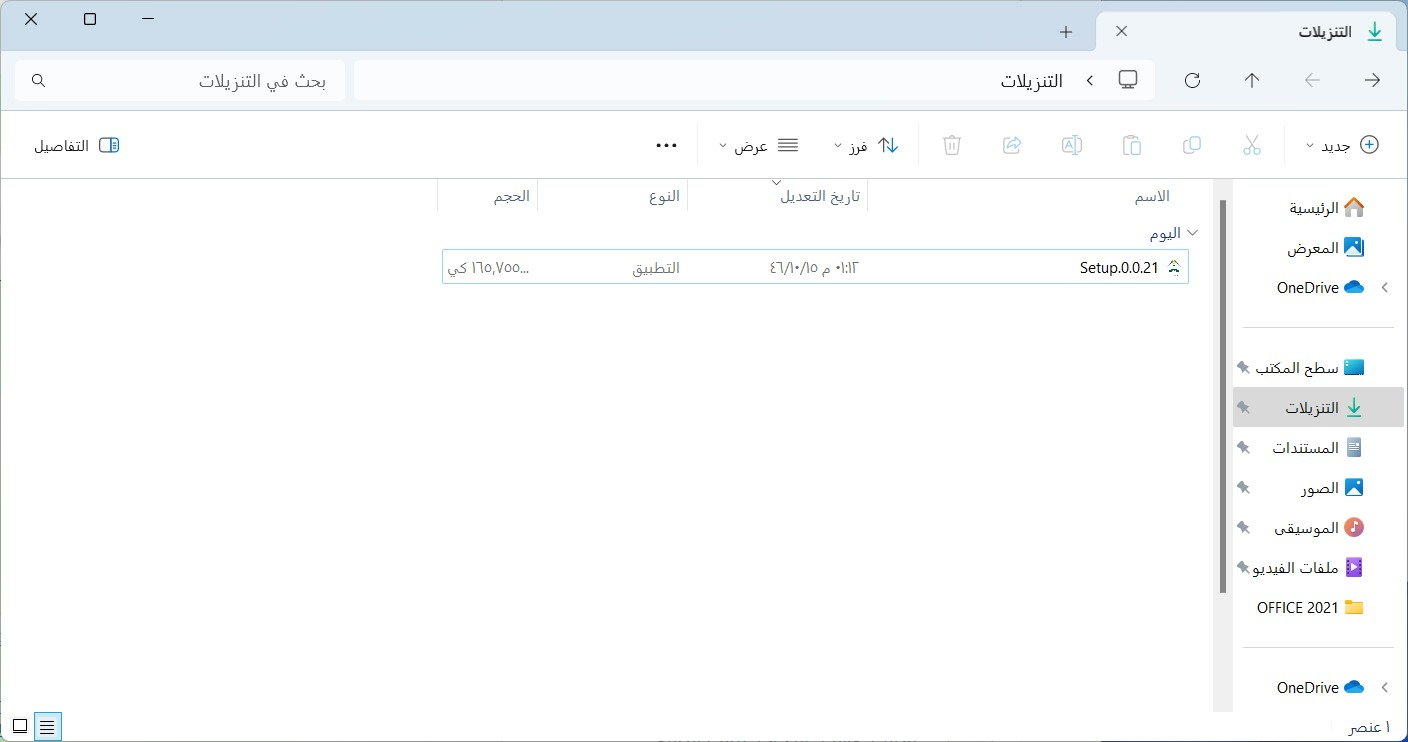 التنزيلات
التنزيلات
بحث في التنزيلات
جديد
فرز
عرض
التفاصيل
الاسم
تاريخ التعديل
النوع
الحجم
اليوم
Setup.0.0.21
٠١:١٢ م ٤٦/١٠/١٥
التطبيق
١٦٥,٧٥٥ كي...
الرئيسية
المعرض
OneDrive
سطح المكتب
التنزيلات
المستندات
الصور
الموسيقى
ملفات الفيديو
OFFICE 2021
OneDrive
١ عنصر